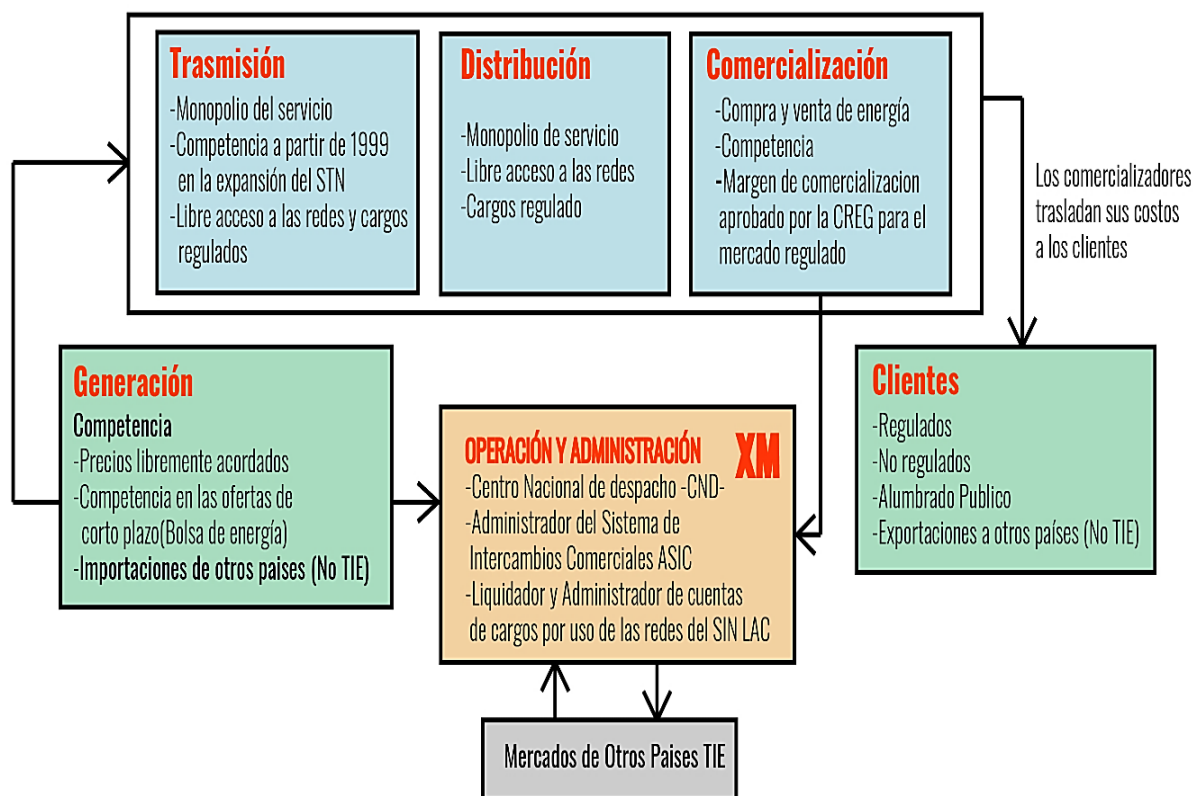 Trasmisión
-Monopolio del servicio
-Competencia a partir de 1999
en la expansión del STN
-Libre acceso a las redes y cargos
regulados
Distribución
-Monopolio de servicio
-Libre acceso a las redes
-Cargos regulado
Comercialización
-Compra y venta de energía
-Competencia
-Margen de comercializacion
aprobado por la CREG para el
mercado regulado
Los comercializadores
trasladan sus costos
a los clientes
Generación
Competencia
-Precios libremente acordados
-Competencia en las ofertas de
corto plazo(Bolsa de energía)
-Importaciones de otros paises (No TIE)
OPERACIÓN Y ADMINISTRACIÓN XM
-Centro Nacional de despacho -CND-
-Administrador del Sistema de
Intercambios Comerciales ASIC
-Liquidador y Administrador de cuentas
de cargos por uso de las redes del SIN LAC
Clientes
-Regulados
-No regulados
-Alumbrado Publico
-Exportaciones a otros países (No TIE)
Mercados de Otros Paises TIE